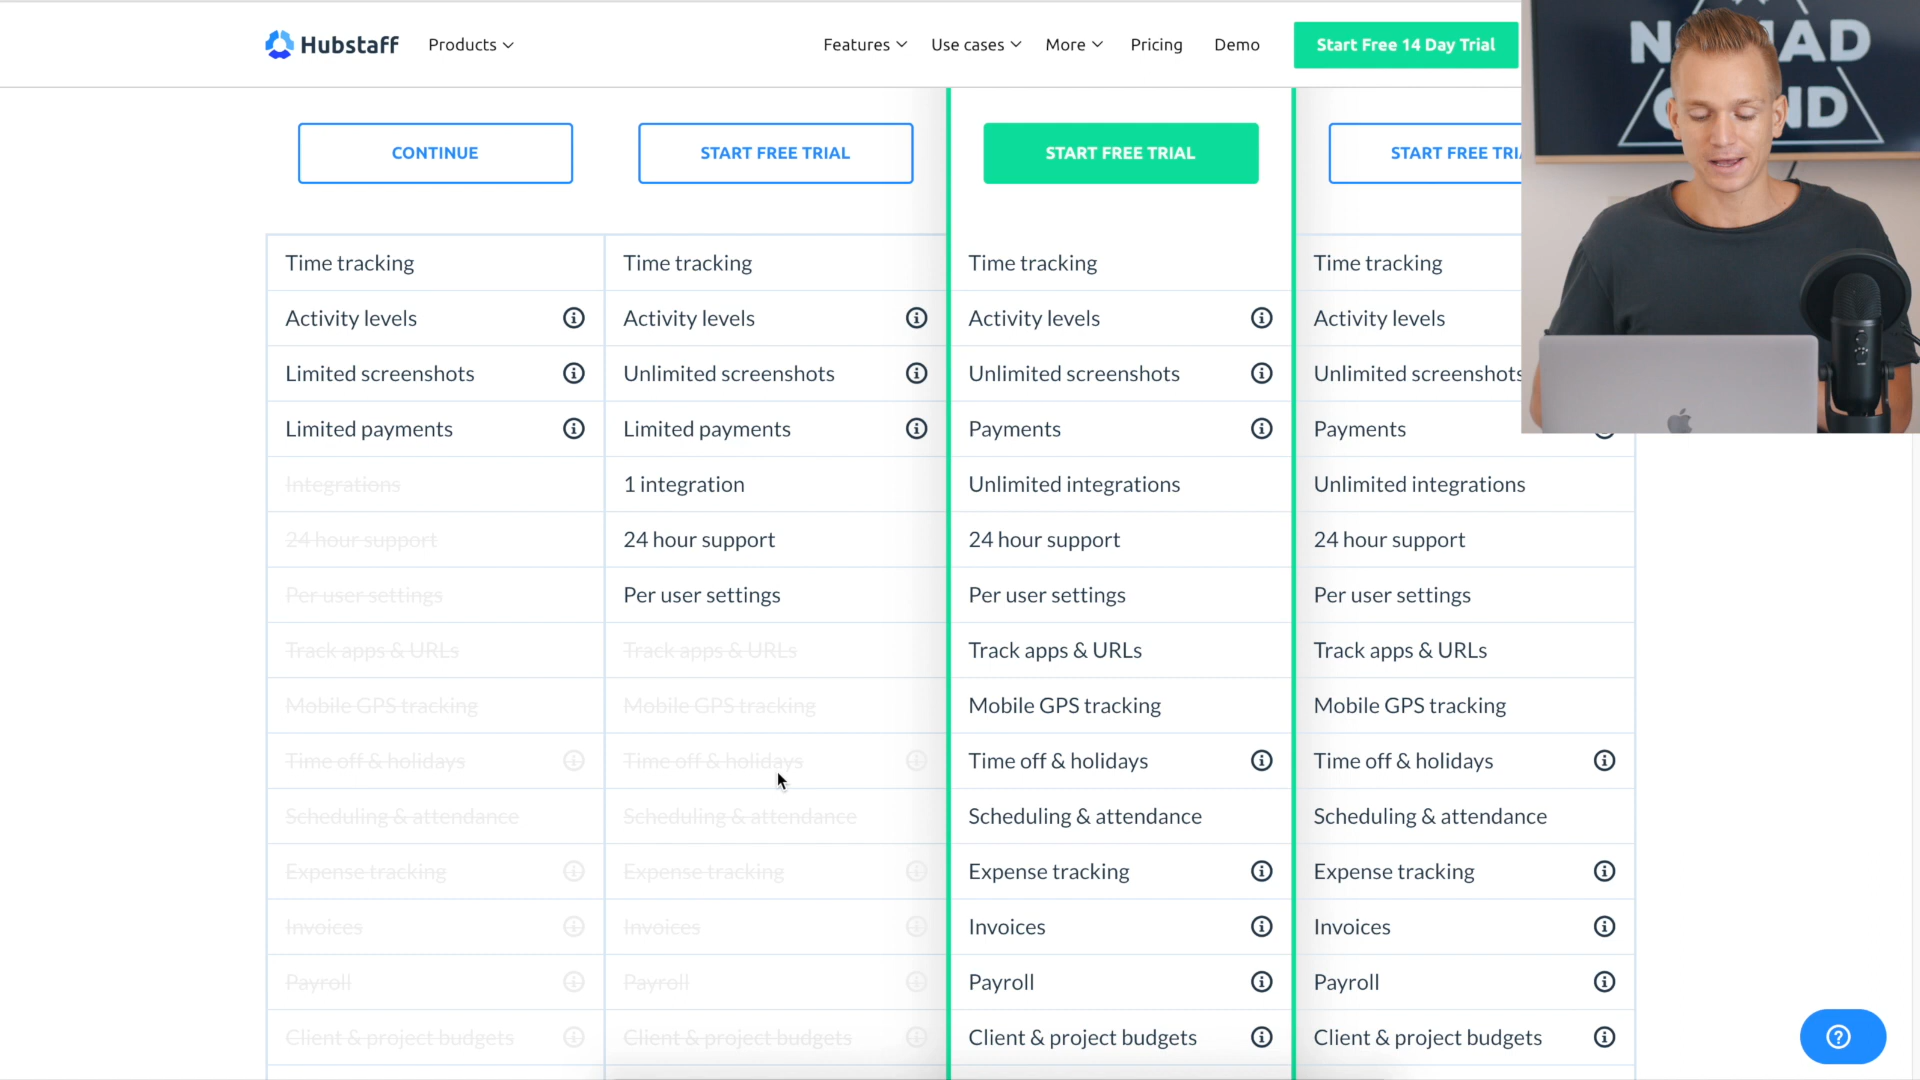 Hubstaff
Products
Features
Use cases
More
Pricing
Demo
Start Free 14 Day Trial
CONTINUE
START FREE TRIAL
START FREE TRIAL
START FREE TRI
Time tracking
Time tracking
Time tracking
Time tracking
Activity levels
Activity levels
Activity levels
Activity levels
Limited screenshots
Unlimited screenshots
Unlimited screenshots
Unlimited screenshots
Limited payments
Limited payments
Payments
Payments
Integrations
1 integration
Unlimited integrations
Unlimited integrations
24 hour support
24 hour support
24 hour support
24 hour support
Per user settings
Per user settings
Per user settings
Per user settings
Track apps & URLs
Track apps & URLs
Track apps & URLs
Track apps & URLs
Mobile GPS tracking
Mobile GPS tracking
Mobile GPS tracking
Mobile GPS tracking
Time off & holidays
Time off & holidays
Time off & holidays
Time off & holidays
Scheduling & attendance
Scheduling & attendance
Scheduling & attendance
Scheduling & attendance
Expense tracking
Expense tracking
Expense tracking
Expense tracking
Invoices
Invoices
Invoices
Invoices
Payroll
Payroll
Payroll
Payroll
Client & project budgets
Client & project budgets
Client & project budgets
Client & project budgets